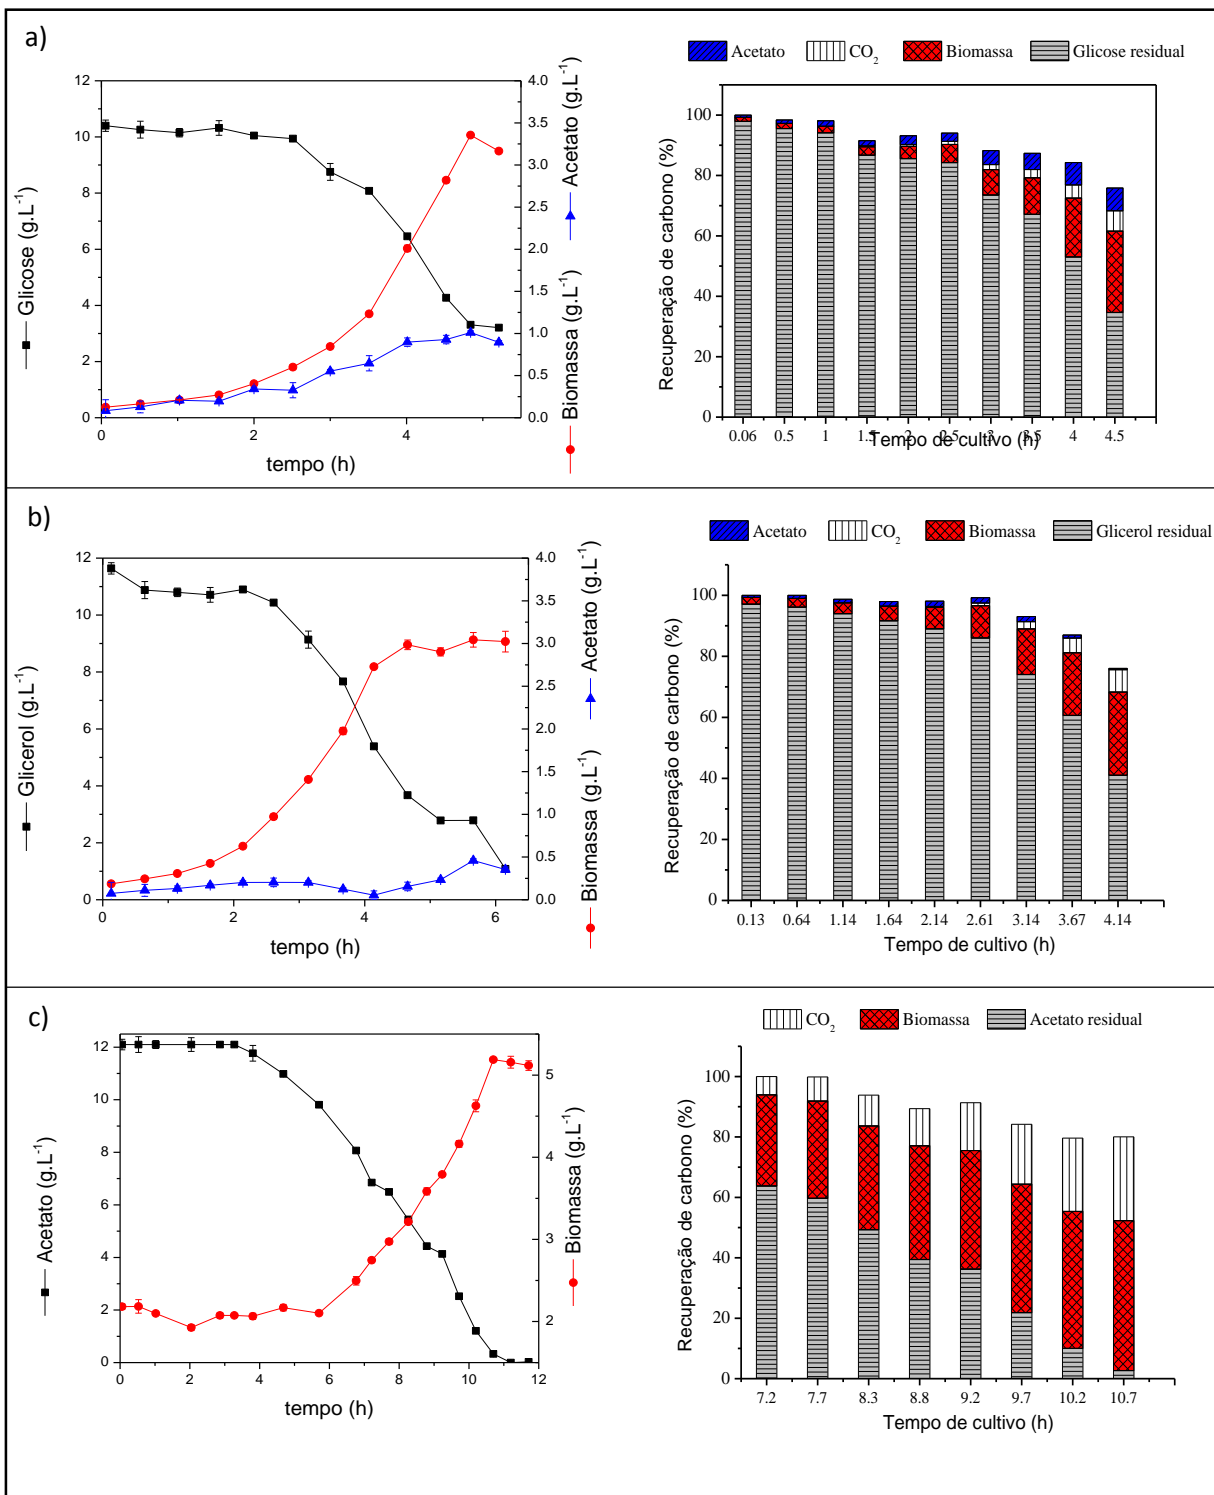 a)
Acetato CO2 Biomassa Glicose residual
Glicose (g.L-1)
12
10
8
6
4
2
0
4.0
3.5
3.0
2.5
2.0
1.5
1.0
0.5
0.0
Acetato (g.L-1)
Biomassa (g.L-1)
0 2 4
tempo (h)
Recuperação de carbono (%)
100
80
60
40
20
0
0.06 0.5 1 1.5 2 2.5 3 3.5 4 4.5
Tempo de cultivo (h)
b)
Acetato CO2 Biomassa Glicerol residual
Glicerol (g.L-1)
12
10
8
6
4
2
0
4.0
3.5
3.0
2.5
2.0
1.5
1.0
0.5
0.0
Acetato (g.L-1)
Biomassa (g.L-1)
0 2 4 6
tempo (h)
Recuperação de carbono (%)
100
80
60
40
20
0
0.13 0.64 1.14 1.64 2.14 2.61 3.14 3.67 4.14
Tempo de cultivo (h)
c)
CO2 Biomassa Acetato residual
Acetato (g.L-1)
12
10
8
6
4
2
0
5
4
3
2
Biomassa (g.L-1)
0 2 4 6 8 10 12
tempo (h)
Recuperação de carbono (%)
100
80
60
40
20
0
7.2 7.7 8.3 8.8 9.2 9.7 10.2 10.7
Tempo de cultivo (h)